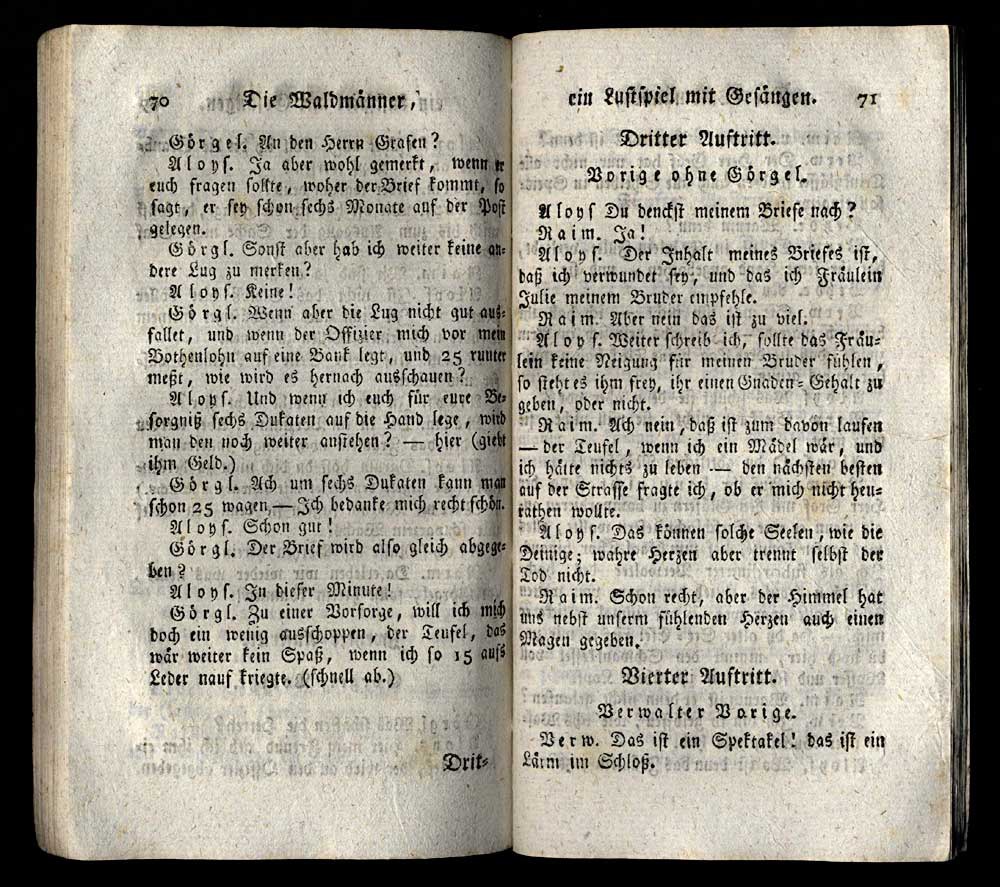 70 Die Waldmänner,
Görgel. An den Herrn Grafen?
Aloys. Ja aber wohl gemerkt, wenn er
euch fragen sollte, woher der Brief kommt, so
sagt, er sey schon sechs Monate auf der Post
gelegen.
Görgl. Sonst aber hab ich weiter keine an-
dere Lug zu merken?
Aloys. Keine!
Görgl. Wenn aber die Lug nicht gut aus-
fallet, und wenn der Offizier mich vor mein
Bothenlohn auf eine Bank legt, und 25 runter
meßt, wie wird es hernach ausschauen?
Aloys. Und wenn ich euch für eure Be-
sorgniß sechs Dukaten auf die Hand lege, wird
man den noch weiter anstehen? — hier (giebt
ihm Geld.)
Görgl. Ach um sechs Dukaten kann man
schon 25 wagen — Ich bedanke mich recht schön.
Aloys. Schon gut!
Görgl. Der Brief wird also gleich abgege-
ben?
Aloys. In dieser Minute!
Görgl. Zu einer Vorsorge, will ich mich
doch ein wenig ausschoppen, der Teufel, das
wär weiter kein Spaß, wenn ich so 15 aufs
Leder nauf kriegte. (schnell ab.)
Drit-
ein Lustspiel mit Gesängen. 71
Dritter Auftritt.
Vorige ohne Görgel.
Aloys Du denckst meinem Briefe nach?
Raim. Ja!
Aloys. Der Inhalt meines Briefes ist,
daß ich verwundet sey, und das ich Fräulein
Julie meinem Bruder empfehle.
Raim. Aber nein das ist zu viel.
Aloys. Weiter schreib ich, sollte das Fräu-
lein keine Neigung für meinen Bruder fühlen,
so steht es ihm frey, ihr einen Gnaden-Gehalt zu
geben, oder nicht.
Raim. Ach nein, daß ist zum davon laufen
— der Teufel, wenn ich ein Mädel wär, und
ich hätte nichts zu leben — den nächsten besten
auf der Strasse fragte ich, ob er mich nicht heu-
rathen wollte.
Aloys. Das können solche Seelen, wie die
Deinige; wahre Herzen aber trennt selbst der
Tod nicht.
Raim. Schon recht, aber der Himmel hat
uns nebst unserm fühlenden Herzen auch einen
Magen gegeben.
Vierter Auftritt.
Verwalter Vorige.
Verw. Das ist ein Spektakel! das ist ein
Lärm im Schloß.